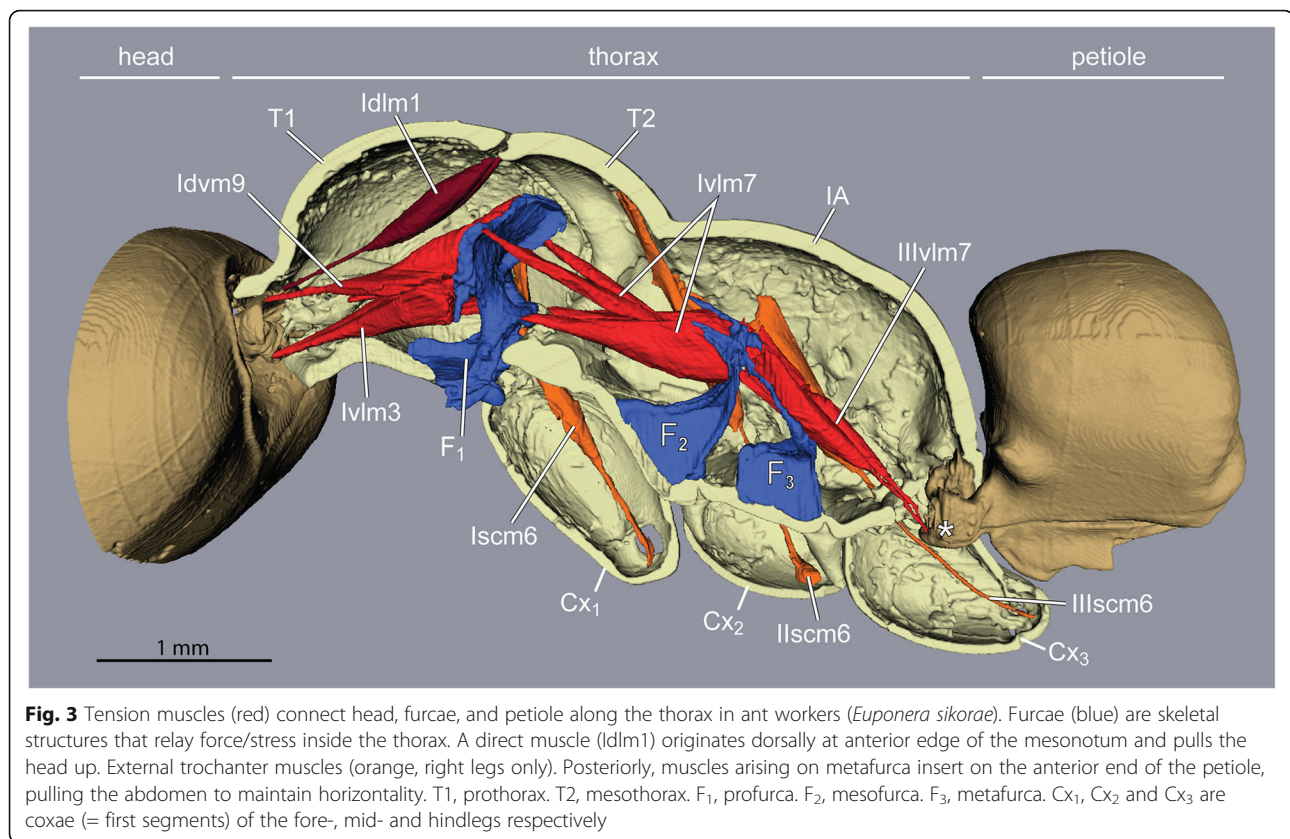 head thorax petiole
Idlm1
T1 T2
Idvm9 Ivlm7 IA
IIIvlm7
Ivlm3
F₁ F₂ F₃
*
Iscm6
Cx₁
Cx₂ IIscm6 IIIscm6
Cx₃
1 mm
Fig. 3 Tension muscles (red) connect head, furcae, and petiole along the thorax in ant workers (Euponera sikorae). Furcae (blue) are skeletal
structures that relay force/stress inside the thorax. A direct muscle (Idlm1) originates dorsally at anterior edge of the mesonotum and pulls the
head up. External trochanter muscles (orange, right legs only). Posteriorly, muscles arising on metafurca insert on the anterior end of the petiole,
pulling the abdomen to maintain horizontality. T1, prothorax. T2, mesothorax. F₁, profurca. F₂, mesofurca. F₃, metafurca. Cx₁, Cx₂ and Cx₃ are
coxae (= first segments) of the fore-, mid- and hindlegs respectively